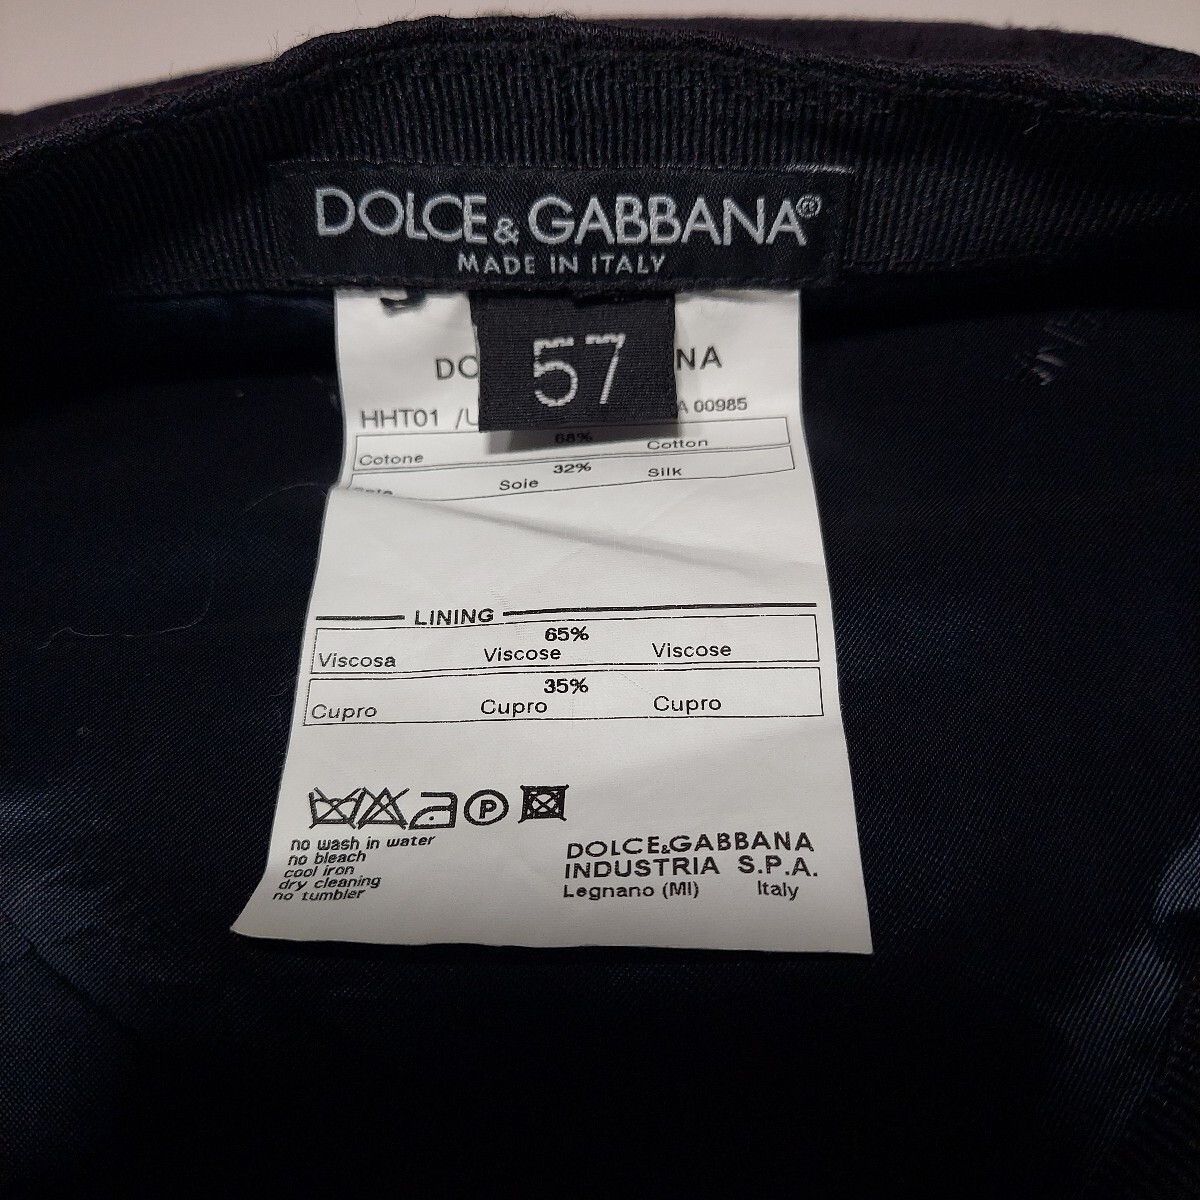 DOLCE&GABBANA®
MADE IN ITALY
57
DO NA
HHT01 /U A 00985
68%
Cotone Cotton
32%
Soie Silk
LINING
65%
Viscosa Viscose Viscose
35%
Cupro Cupro Cupro
P
no wash in water
no bleach
cool iron
dry cleaning
no tumbler
DOLCE&GABBANA
INDUSTRIA S.P.A.
Legnano (MI) Italy